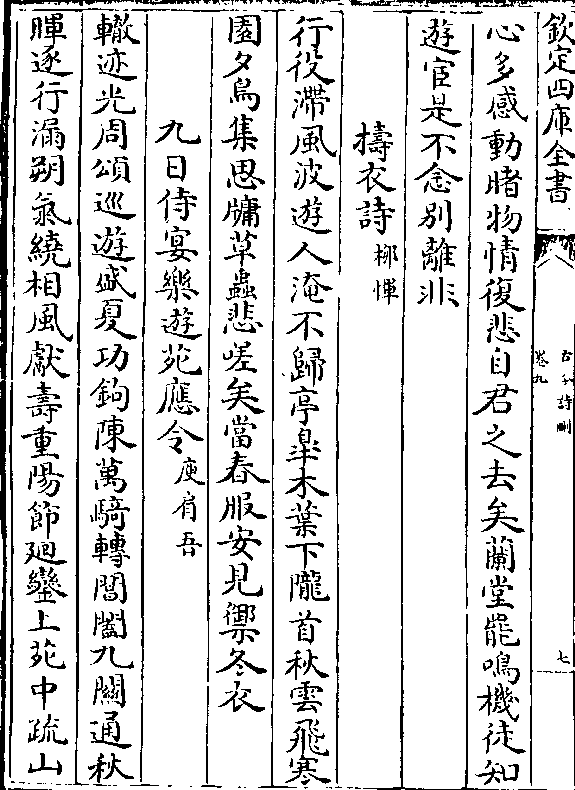 欽定四庫全書
古今詩刪
卷九
七
心多感動睹物情復悲自君之去矣蘭堂罷鳴機徒知
遊宦是不念别離非
擣衣詩 柳惲
行役滯風波遊人淹不歸亭臯木葉下隴首秋雲飛寒
園夕鳥集思牗草蟲悲嗟矣當春服安見禦冬衣
九日侍宴樂遊苑應令 庾肩吾
轍迹光周頌巡遊盛夏功鉤陳萬騎轉閶闔九關通秋
暉逐行漏朔氣繞相風獻壽重陽節廻鑾上苑中疏山